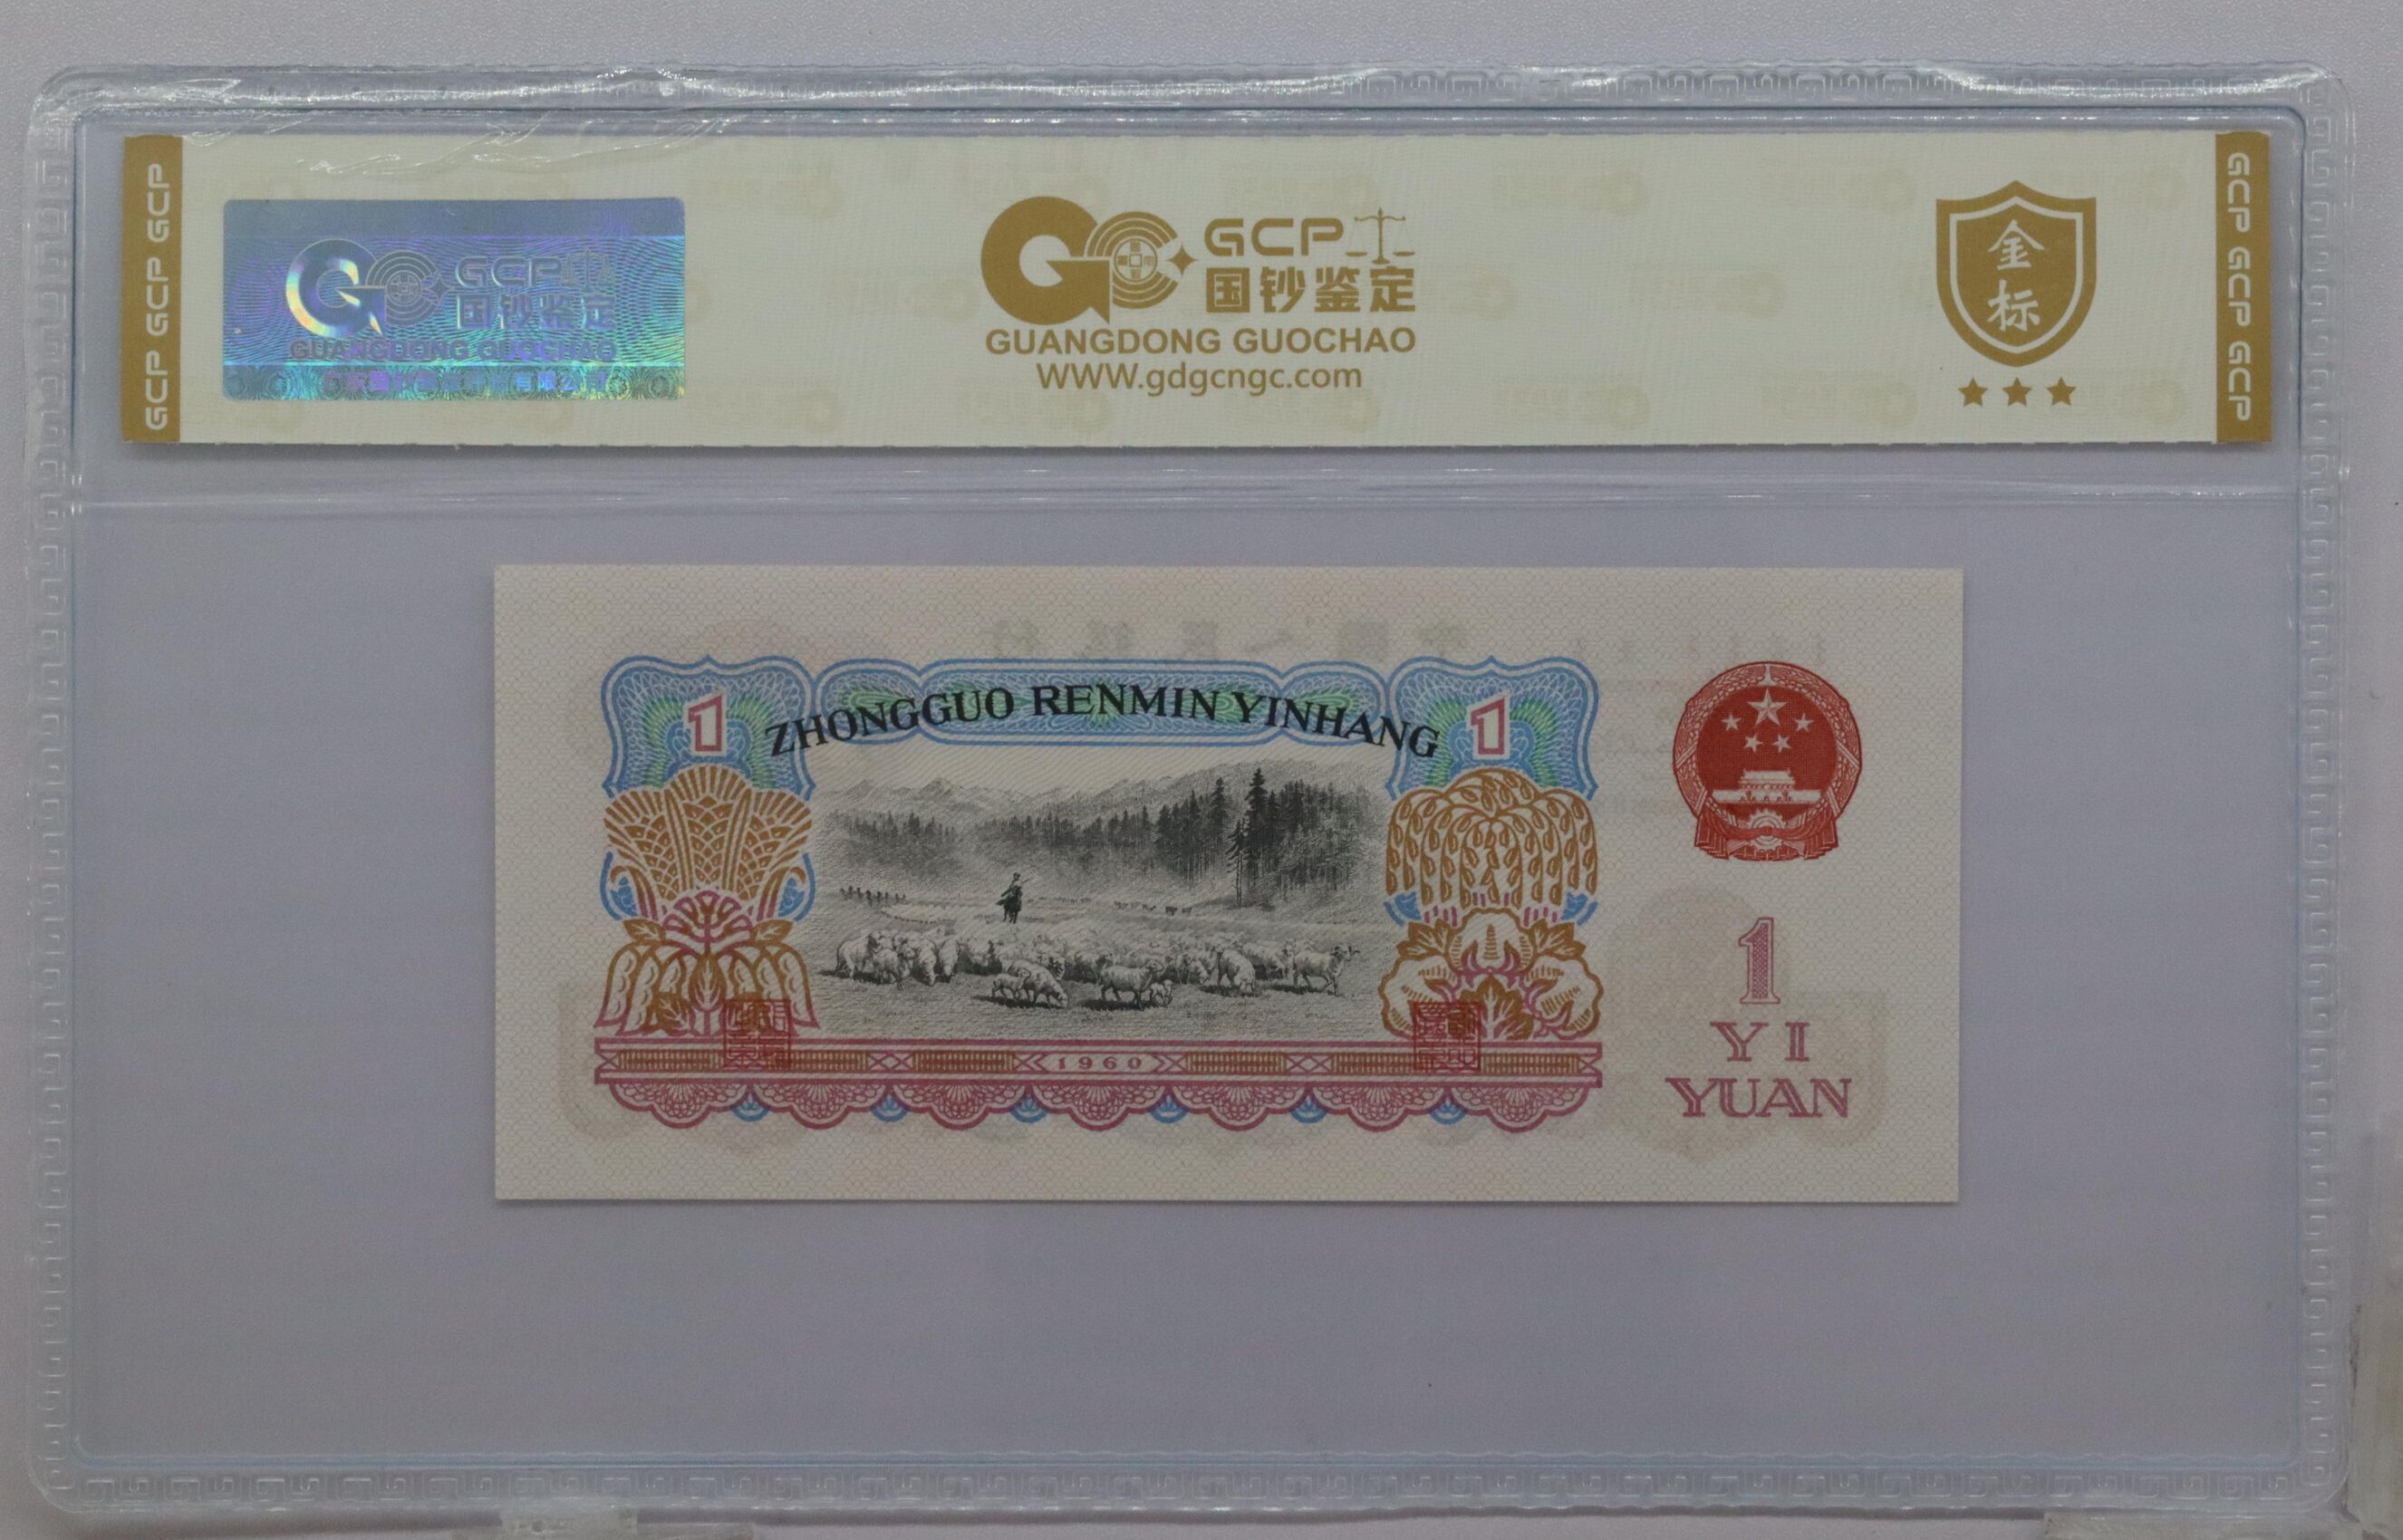 GCP GCP GCP
GCP
国钞鉴定
GUANGDONG GUOCHAO
GCP
国钞鉴定
GUANGDONG GUOCHAO
WWW.gdgcngc.com
金
标
GCP GCP GCP
1
ZHONGGUO RENMIN YINHANG
1
1960
1
YI
YUAN